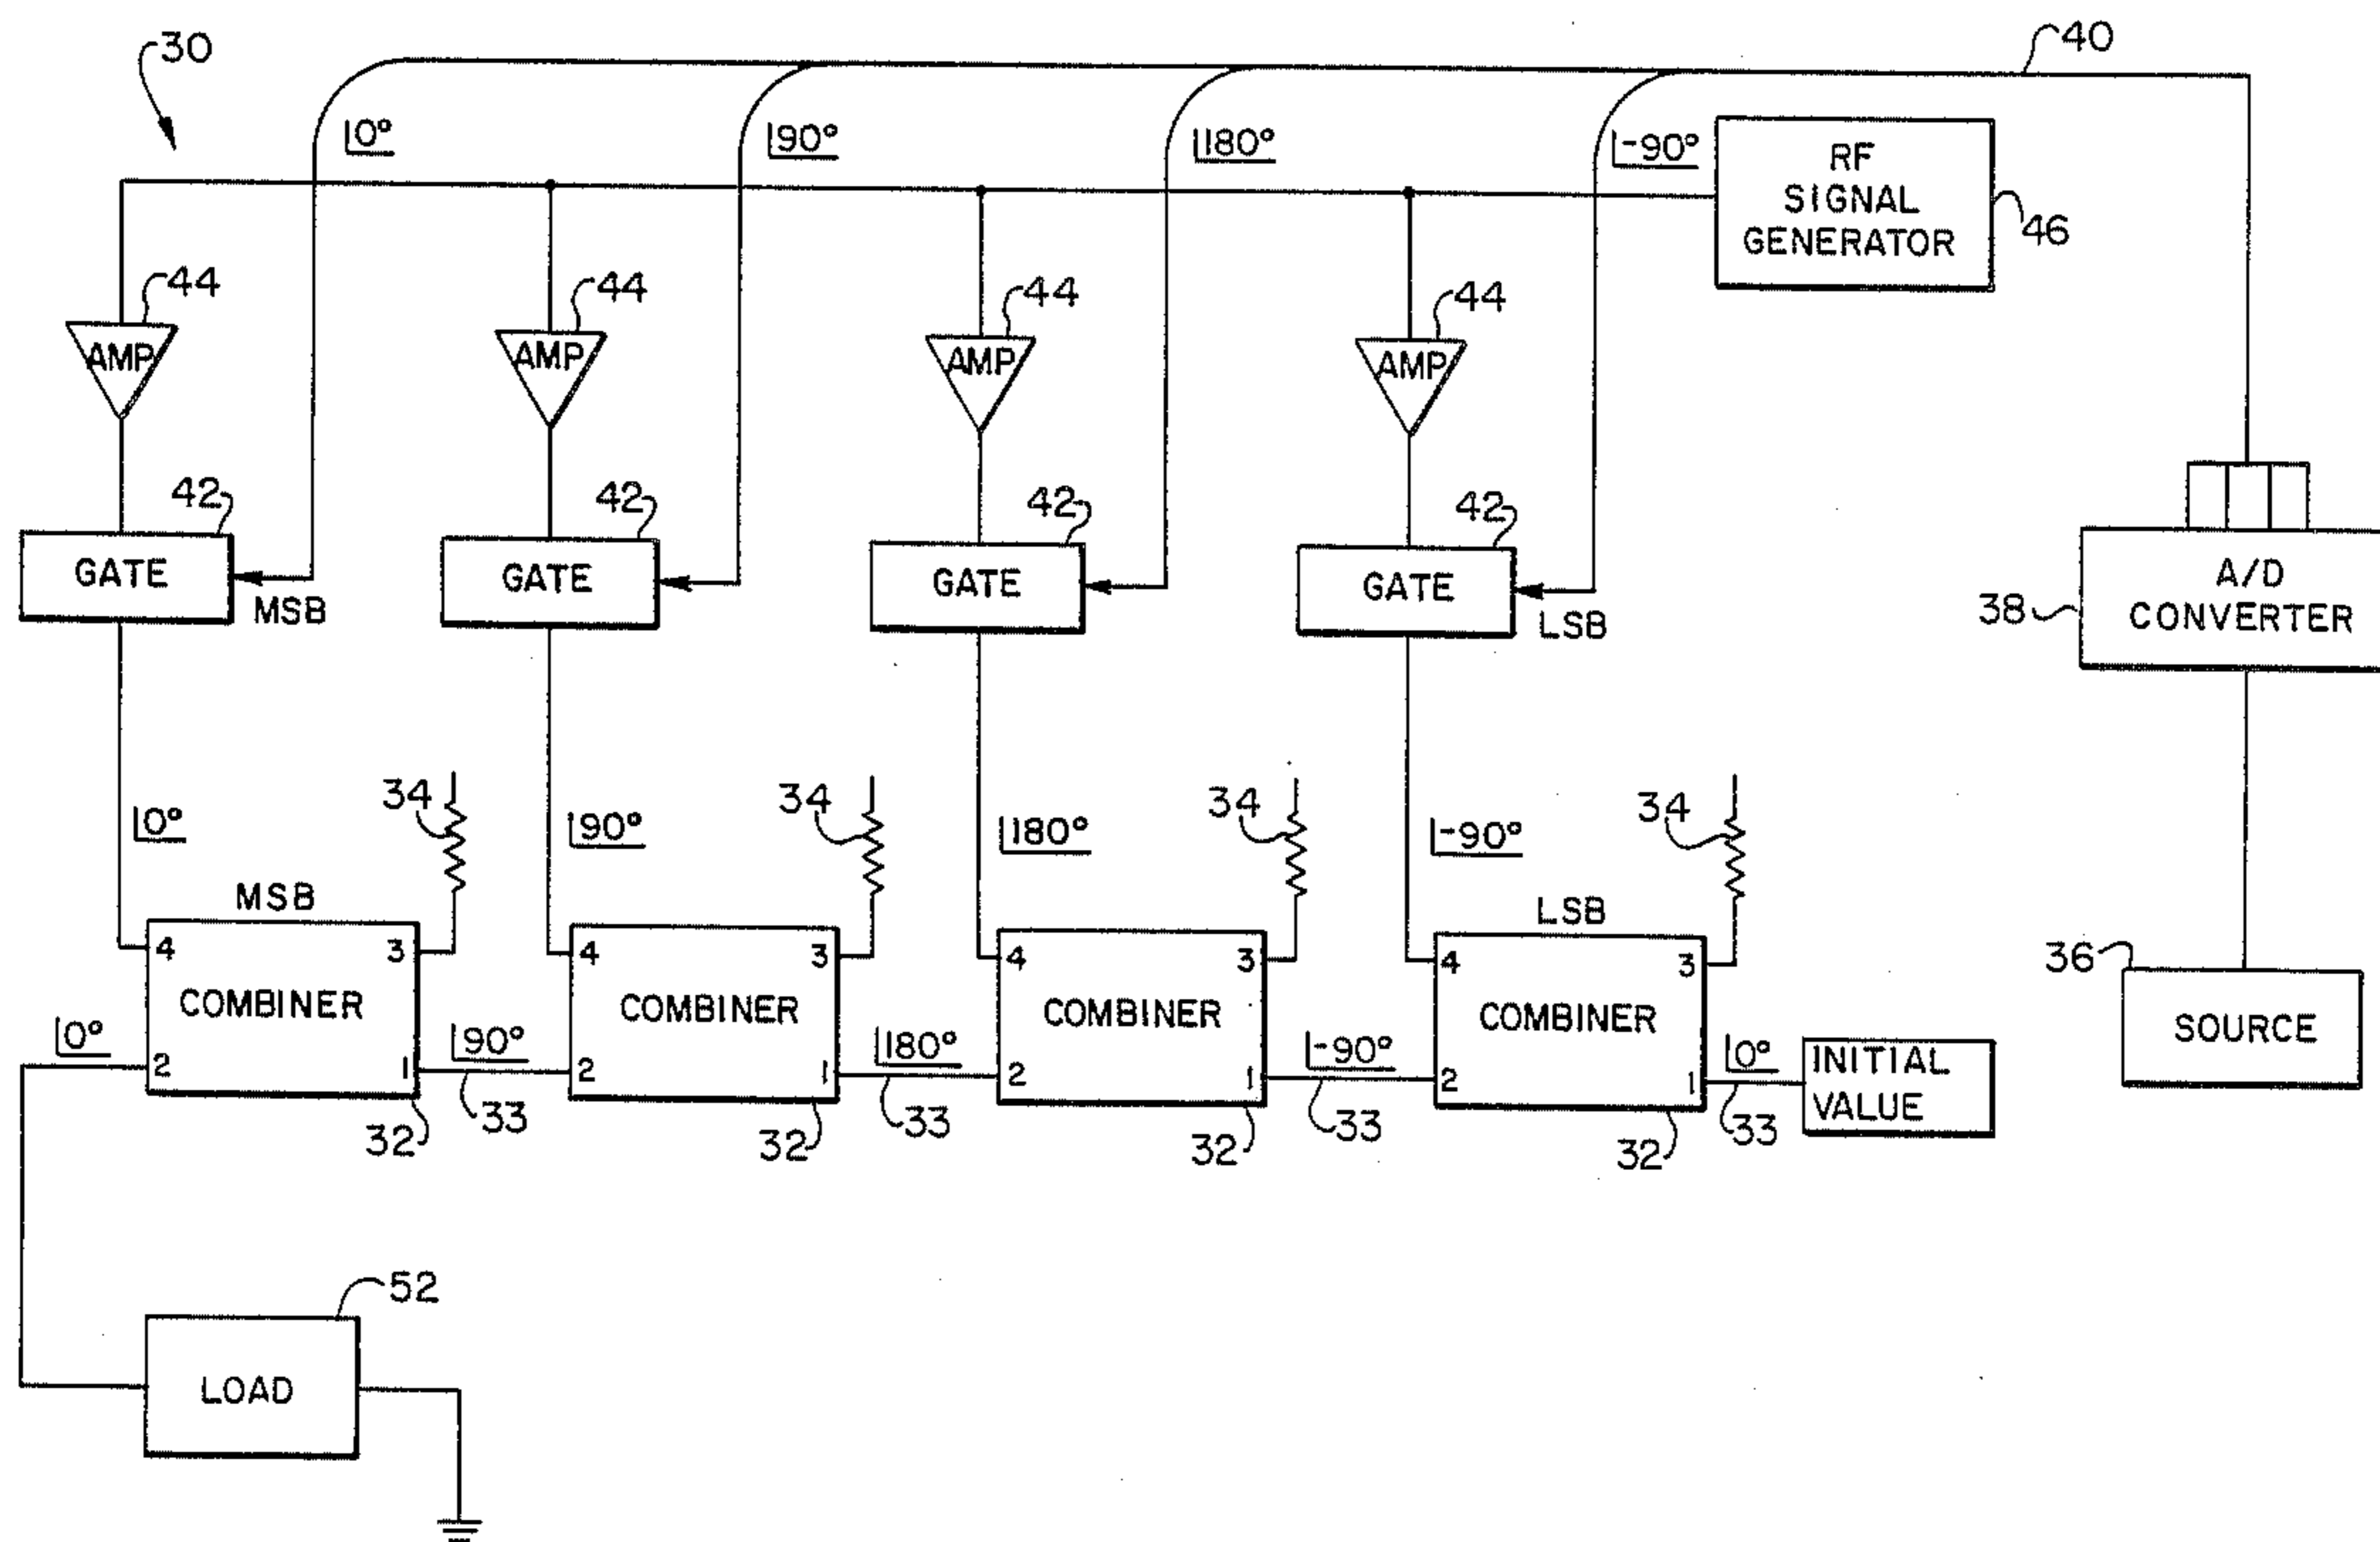 30
40
0°
90°
180°
-90°
RF
SIGNAL
GENERATOR
46
44
44
44
44
AMP
AMP
AMP
AMP
42
42
42
42
GATE
GATE
GATE
GATE
MSB
LSB
A/D
CONVERTER
38
34
34
34
34
0°
90°
180°
-90°
MSB
LSB
4
3
4
3
4
3
4
3
COMBINER
COMBINER
COMBINER
COMBINER
36
SOURCE
0°
2
1
90°
2
1
180°
2
1
-90°
2
1
0°
INITIAL
VALUE
33
33
33
33
32
32
32
32
52
LOAD